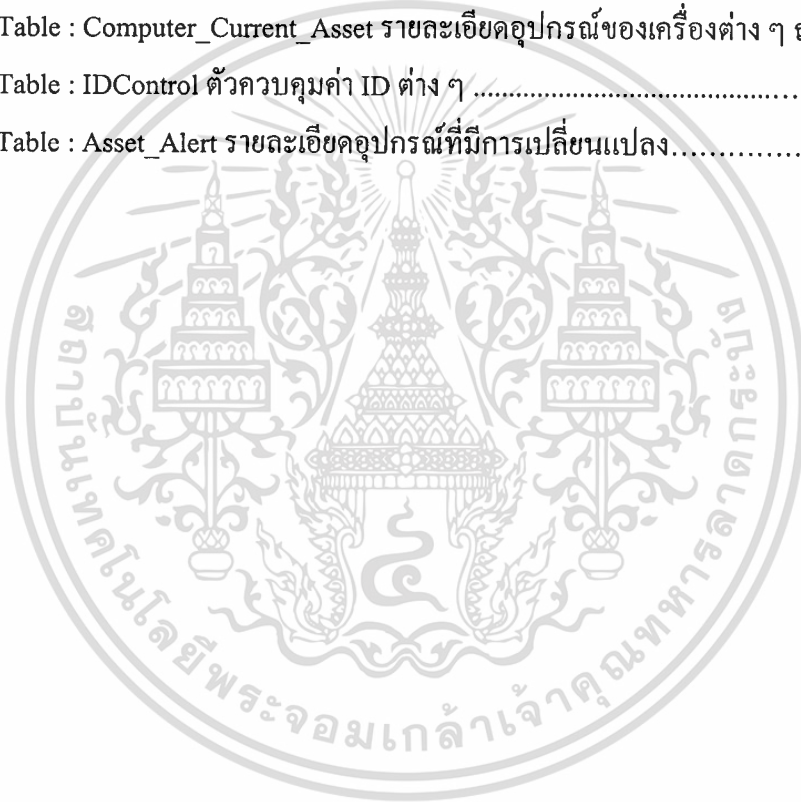 Table : Computer_Current_Asset รายละเอียดอุปกรณ์ของเครื่องต่าง ๆ
Table : IDControl ตัวควบคุมค่า ID ต่าง ๆ ..........................................
Table : Asset_Alert รายละเอียดอุปกรณ์ที่มีการเปลี่ยนแปลง...............
สถาบันเทคโนโลยีพระจอมเกล้าเจ้าคุณทหารลาดกระบัง
๔